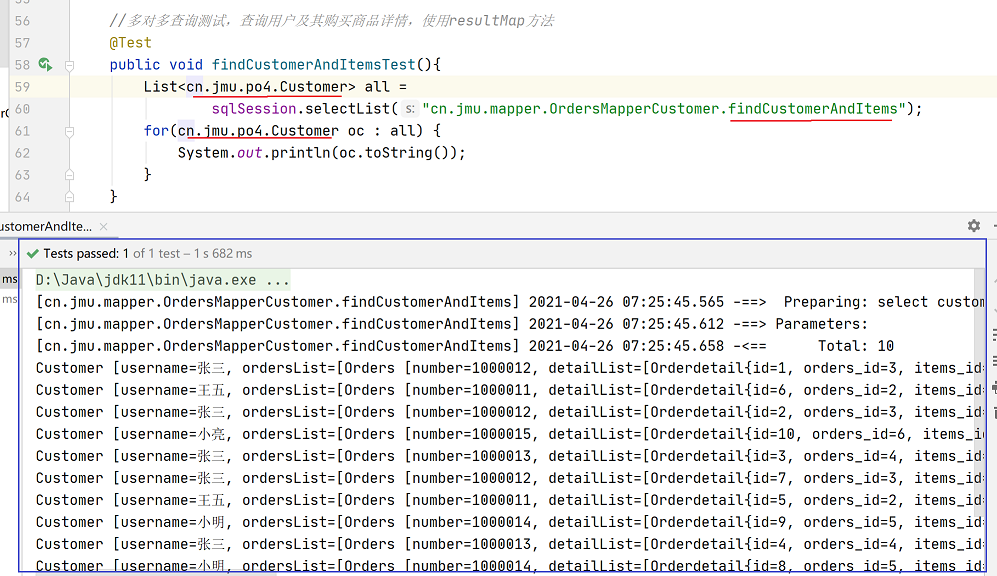 56 //多对多查询测试，查询用户及其购买商品详情，使用resultMap方法
57 @Test
58 public void findCustomerAndItemsTest(){
59 List<cn.jmu.po4.Customer> all =
60 sqlSession.selectList( s: "cn.jmu.mapper.OrdersMapperCustomer.findCustomerAndItems");
61 for(cn.jmu.po4.Customer oc : all) {
62 System.out.println(oc.toString());
63 }
64 }
ustomerAndIte... ×
>> Tests passed: 1 of 1 test – 1 s 682 ms
ms D:\Java\jdk11\bin\java.exe ...
ms [cn.jmu.mapper.OrdersMapperCustomer.findCustomerAndItems] 2021-04-26 07:25:45.565 -==>  Preparing: select custom
[cn.jmu.mapper.OrdersMapperCustomer.findCustomerAndItems] 2021-04-26 07:25:45.612 -==> Parameters:
[cn.jmu.mapper.OrdersMapperCustomer.findCustomerAndItems] 2021-04-26 07:25:45.658 -<==      Total: 10
Customer [username=张三, ordersList=[Orders [number=1000012, detailList=[Orderdetail{id=1, orders_id=3, items_id=
Customer [username=王五, ordersList=[Orders [number=1000011, detailList=[Orderdetail{id=6, orders_id=2, items_id=
Customer [username=张三, ordersList=[Orders [number=1000012, detailList=[Orderdetail{id=2, orders_id=3, items_id=
Customer [username=小亮, ordersList=[Orders [number=1000015, detailList=[Orderdetail{id=10, orders_id=6, items_i
Customer [username=张三, ordersList=[Orders [number=1000013, detailList=[Orderdetail{id=3, orders_id=4, items_id=
Customer [username=张三, ordersList=[Orders [number=1000012, detailList=[Orderdetail{id=7, orders_id=3, items_id=
Customer [username=王五, ordersList=[Orders [number=1000011, detailList=[Orderdetail{id=5, orders_id=2, items_id=
Customer [username=小明, ordersList=[Orders [number=1000014, detailList=[Orderdetail{id=9, orders_id=5, items_id=
Customer [username=张三, ordersList=[Orders [number=1000013, detailList=[Orderdetail{id=4, orders_id=4, items_id=
Customer [username=小明, ordersList=[Orders [number=1000014, detailList=[Orderdetail{id=8, orders_id=5, items_id=